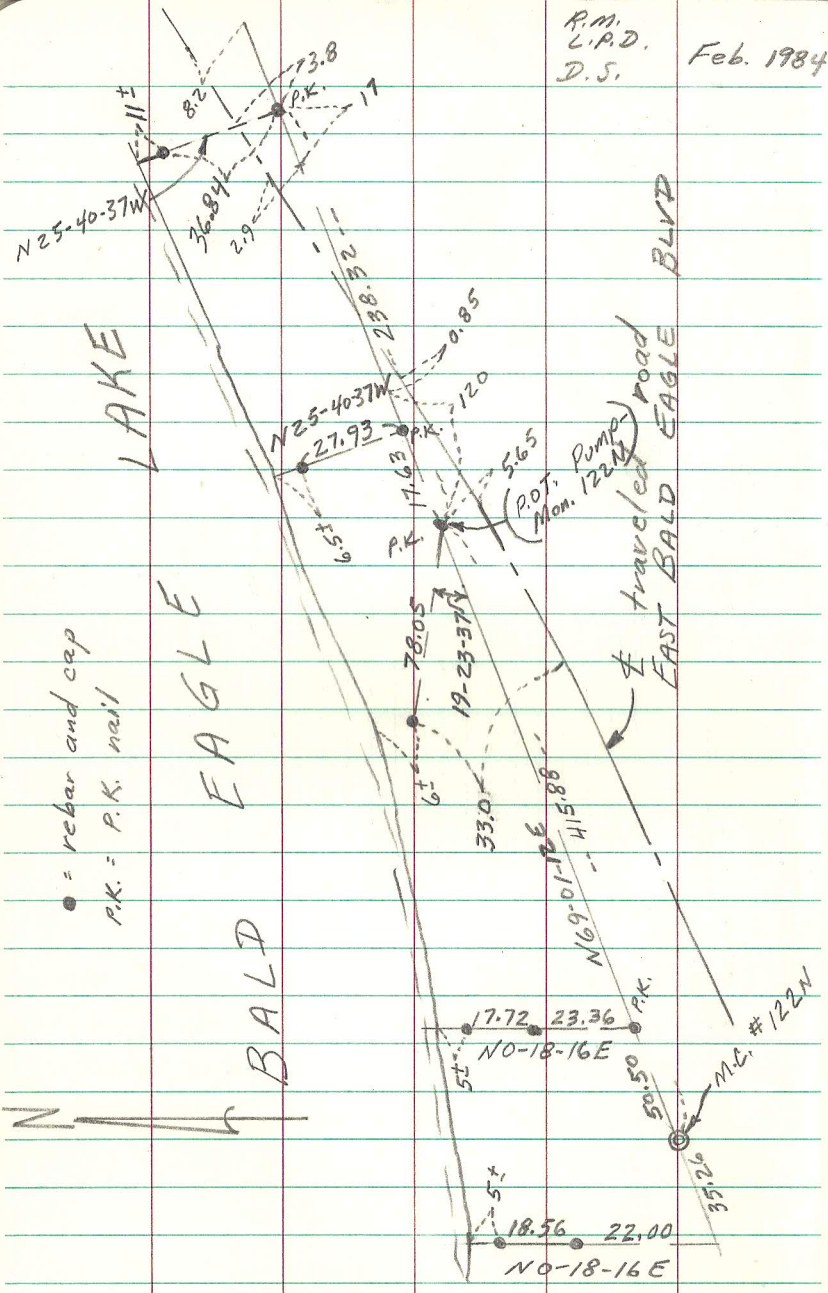 R.M.
L.P.D.
D.S.
Feb. 1984
11±
8.2
3.8
P.K.
17
N25-40-37W
36.84
2.9
238.32
0.85
N25-40-37W
27.93
P.K.
120
6.5±
17.63
5.65
P.K.
(P.O.T. Pump-
Mon. 122N)
℄ traveled road
EAST BALD EAGLE BLVD
78.05
19-23-37
6±
33.0
N69-01-12E
415.88
● = rebar and cap
P.K. = P.K. nail
BALD EAGLE LAKE
N
17.72
23.36
P.K.
N0-18-16E
5±
50.50
M.C. #122N
35.26
5±
18.56
22.00
N0-18-16E